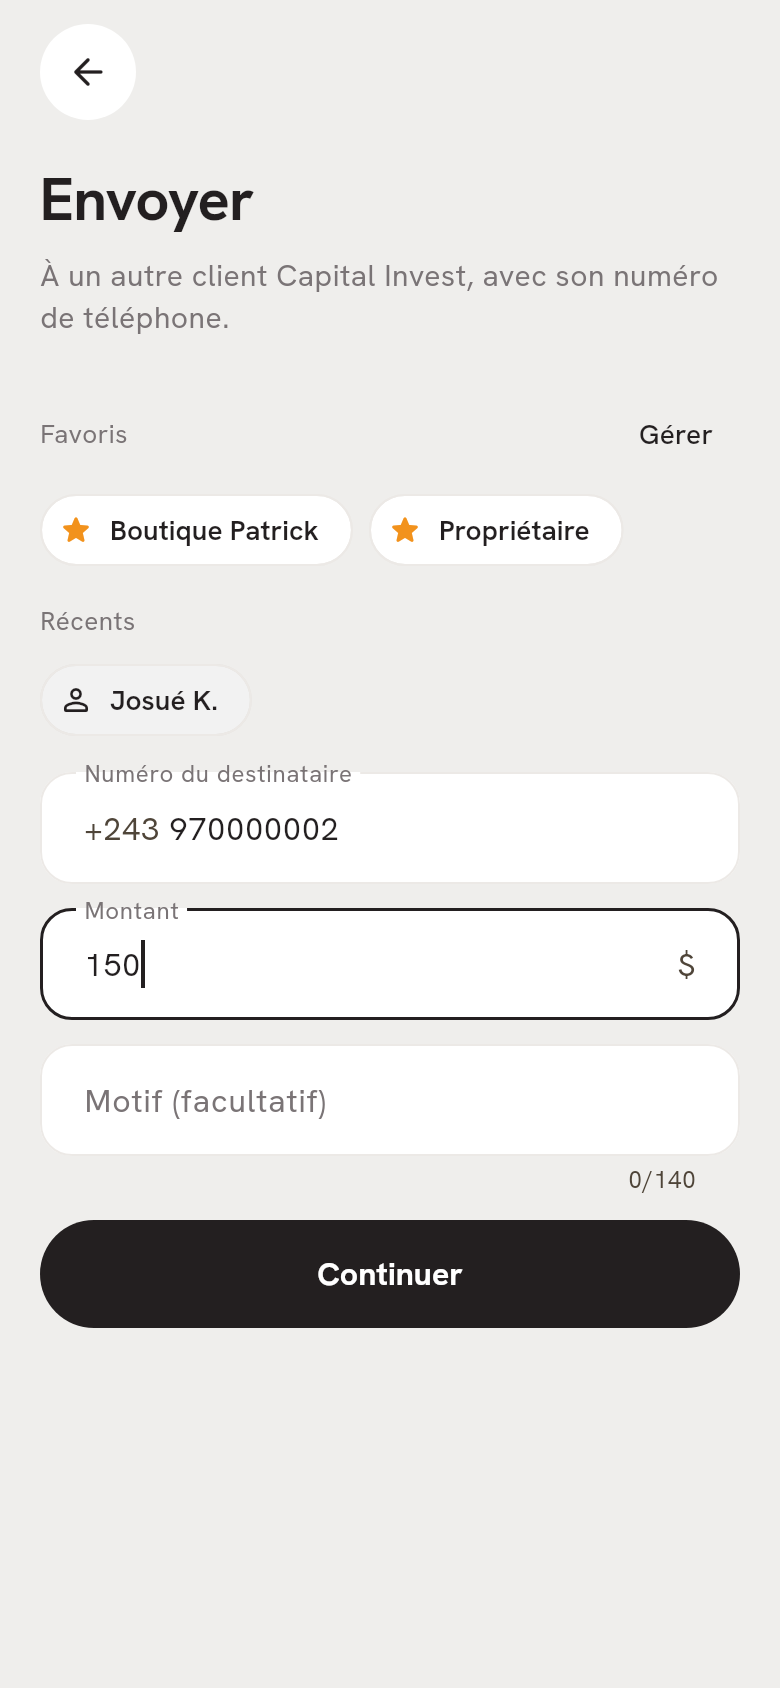 Envoyer
À un autre client Capital Invest, avec son numéro
de téléphone.
Favoris
Gérer
Boutique Patrick
Propriétaire
Récents
Josué K.
Numéro du destinataire
+243 970000002
Montant
150
$
Motif (facultatif)
0/140
Continuer